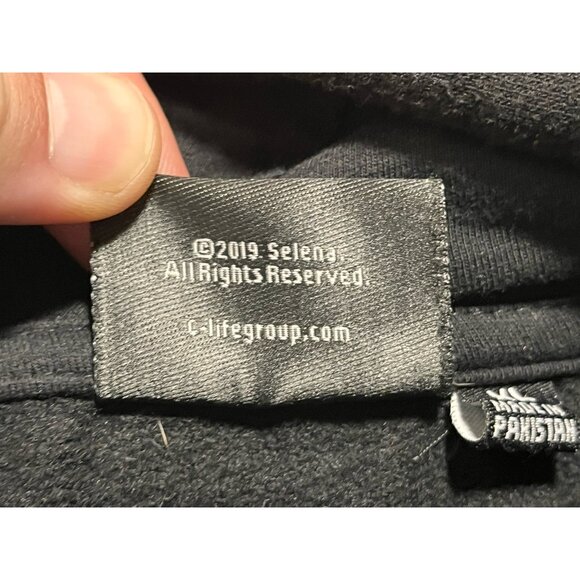 ©2019 Selena.
All Rights Reserved.
C-lifegroup.com
MADE IN
PAKISTAN